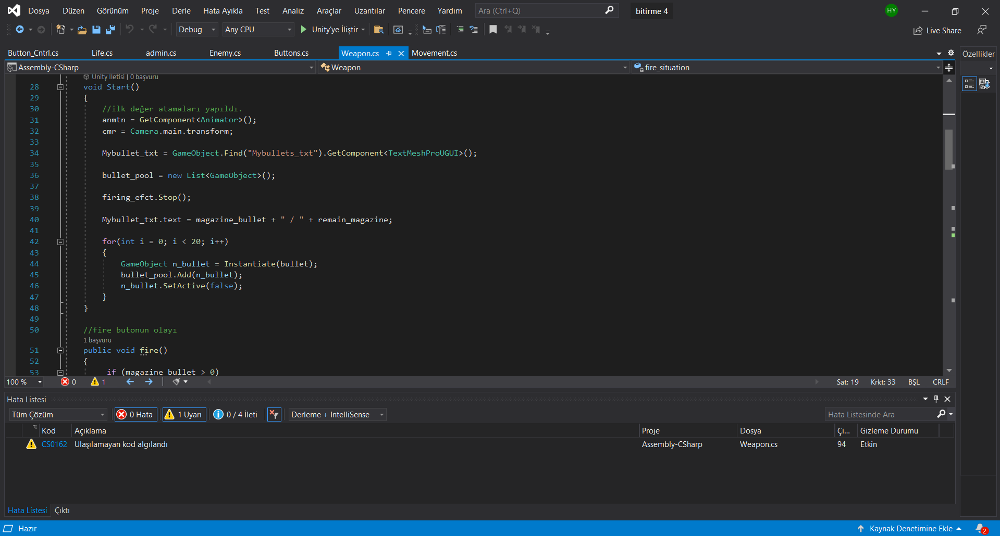 Dosya Düzen Görünüm Proje Derle Hata Ayıkla Test Analiz Araçlar Uzantılar Pencere Yardım Ara (Ctrl+Q) bitirme 4 HY
Debug Any CPU Unity'ye İliştir Live Share
Button_Cntrl.cs Life.cs admin.cs Enemy.cs Buttons.cs Weapon.cs Movement.cs Özellikler
Assembly-CSharp Weapon fire_situation
Unity İletisi | 0 başvuru
28 void Start()
29 {
30 //ilk değer atamaları yapıldı.
31 anmtn = GetComponent<Animator>();
32 cmr = Camera.main.transform;
33
34 Mybullet_txt = GameObject.Find("Mybullets_txt").GetComponent<TextMeshProUGUI>();
35
36 bullet_pool = new List<GameObject>();
37
38 firing_efct.Stop();
39
40 Mybullet_txt.text = magazine_bullet + " / " + remain_magazine;
41
42 for(int i = 0; i < 20; i++)
43 {
44 GameObject n_bullet = Instantiate(bullet);
45 bullet_pool.Add(n_bullet);
46 n_bullet.SetActive(false);
47 }
48 }
49
50 //fire butonun olayı
1 başvuru
51 public void fire()
52 {
53 if (magazine_bullet > 0)
100 % 0 1 Sat: 19 Krkt: 33 BŞL CRLF
Hata Listesi
Tüm Çözüm 0 Hata 1 Uyarı 0 / 4 İleti Derleme + IntelliSense Hata Listesinde Ara
Kod Açıklama Proje Dosya Çi... Gizleme Durumu
CS0162 Ulaşılamayan kod algılandı Assembly-CSharp Weapon.cs 94 Etkin
Hata Listesi Çıktı
Hazır Kaynak Denetimine Ekle 2